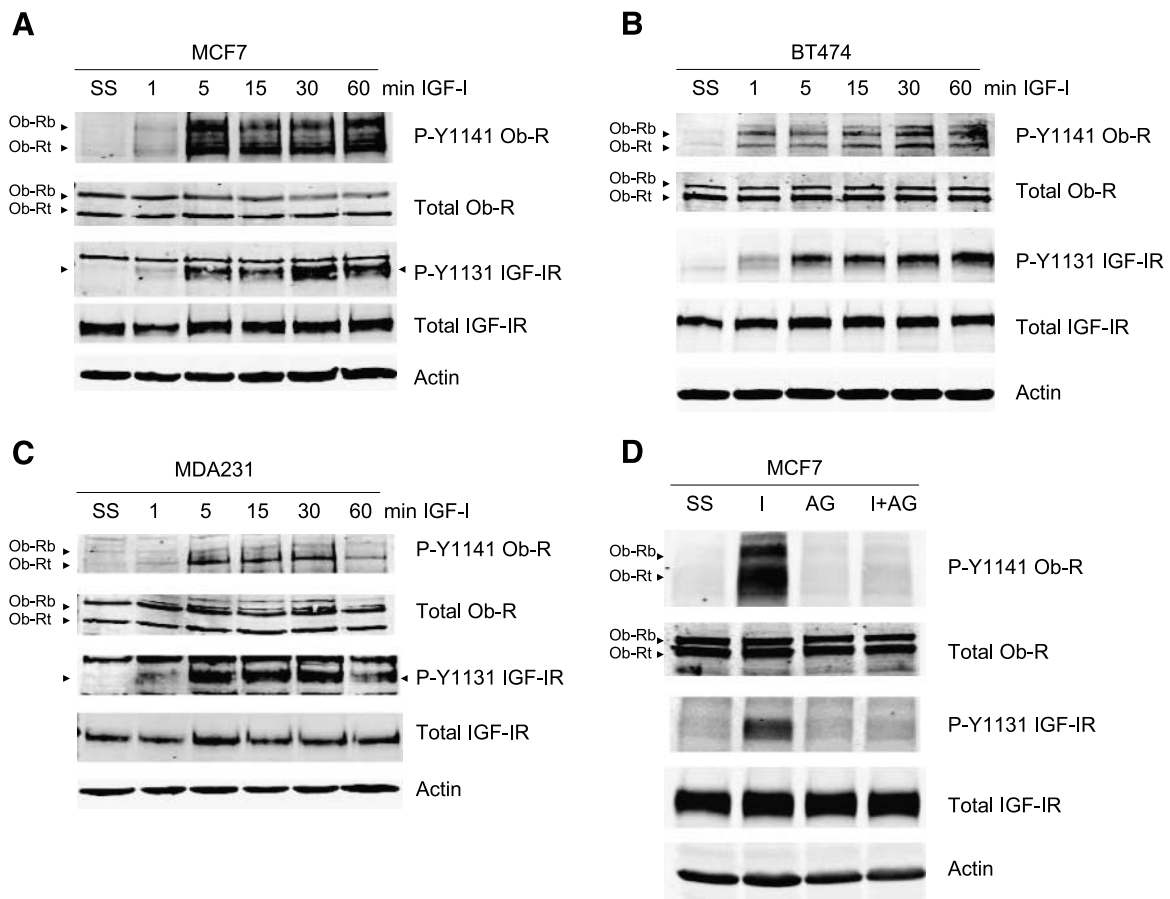 A
MCF7
SS 1 5 15 30 60 min IGF-I
Ob-Rb
Ob-Rt
P-Y1141 Ob-R
Ob-Rb
Ob-Rt
Total Ob-R
P-Y1131 IGF-IR
Total IGF-IR
Actin
B
BT474
SS 1 5 15 30 60 min IGF-I
Ob-Rb
Ob-Rt
P-Y1141 Ob-R
Ob-Rb
Ob-Rt
Total Ob-R
P-Y1131 IGF-IR
Total IGF-IR
Actin
C
MDA231
SS 1 5 15 30 60 min IGF-I
Ob-Rb
Ob-Rt
P-Y1141 Ob-R
Ob-Rb
Ob-Rt
Total Ob-R
P-Y1131 IGF-IR
Total IGF-IR
Actin
D
MCF7
SS I AG I+AG
Ob-Rb
Ob-Rt
P-Y1141 Ob-R
Ob-Rb
Ob-Rt
Total Ob-R
P-Y1131 IGF-IR
Total IGF-IR
Actin